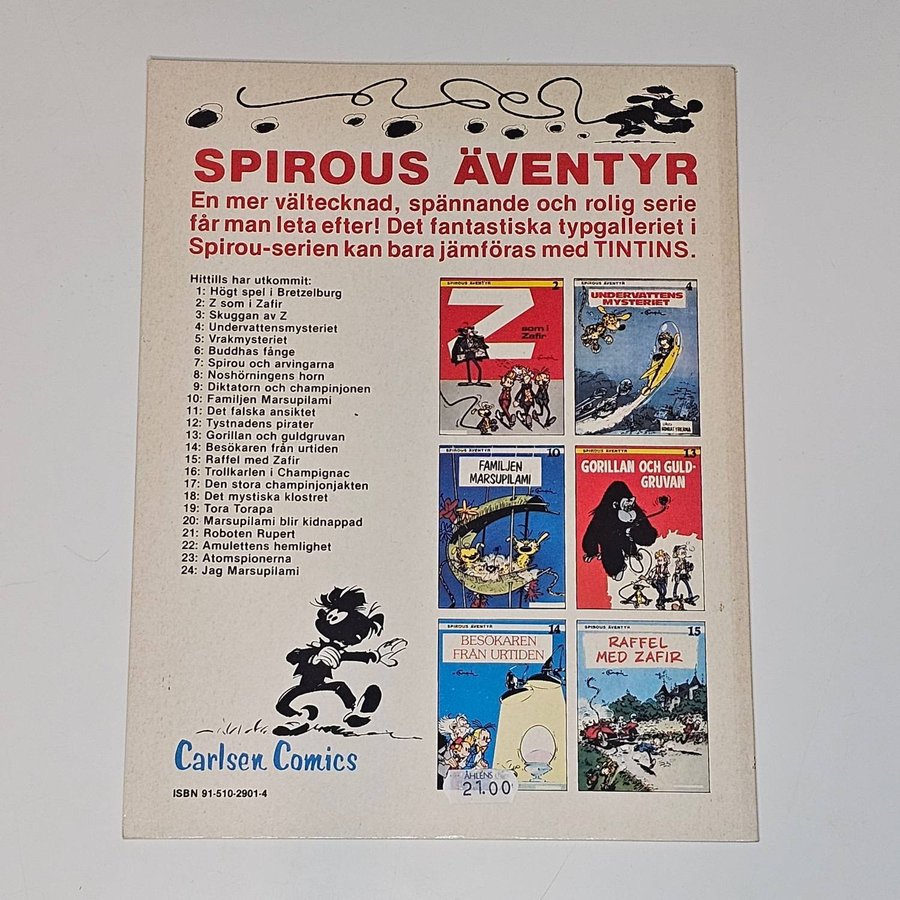 SPIROUS ÄVENTYR
En mer vältecknad, spännande och rolig serie
får man leta efter! Det fantastiska typgalleriet i
Spirou-serien kan bara jämföras med TINTINS.
Hittills har utkommit:
1: Högt spel i Bretzelburg
2: Z som i Zafir
3: Skuggan av Z
4: Undervattensmysteriet
5: Vrakmysteriet
6: Buddhas fånge
7: Spirou och arvingarna
8: Noshörningens horn
9: Diktatorn och champinjonen
10: Familjen Marsupilami
11: Det falska ansiktet
12: Tystnadens pirater
13: Gorillan och guldgruvan
14: Besökaren från urtiden
15: Raffel med Zafir
16: Trollkarlen i Champignac
17: Den stora champinjonjakten
18: Det mystiska klostret
19: Tora Torapa
20: Marsupilami blir kidnappad
21: Roboten Rupert
22: Amulettens hemlighet
23: Atomspionerna
24: Jag Marsupilami
SPIROUS ÄVENTYR 2
Z
som i
Zafir
SPIROUS ÄVENTYR 4
UNDERVATTENS
MYSTERIET
SPIROUS ÄVENTYR 10
FAMILJEN
MARSUPILAMI
SPIROUS ÄVENTYR 13
GORILLAN OCH GULD-
GRUVAN
SPIROUS ÄVENTYR 14
BESÖKAREN
FRÅN URTIDEN
SPIROUS ÄVENTYR 15
RAFFEL
MED ZAFIR
ÅHLÉNS
21.00
Carlsen Comics
ISBN 91-510-2901-4